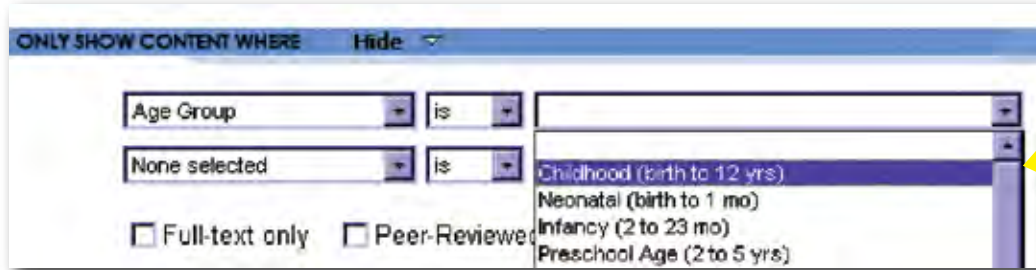 ONLY SHOW CONTENT WHERE Hide
Age Group is
None selected is
Childhood (birth to 12 yrs)
Neonatal (birth to 1 mo)
Full-text only Peer-Reviewed Infancy (2 to 23 mo)
Preschool Age (2 to 5 yrs)